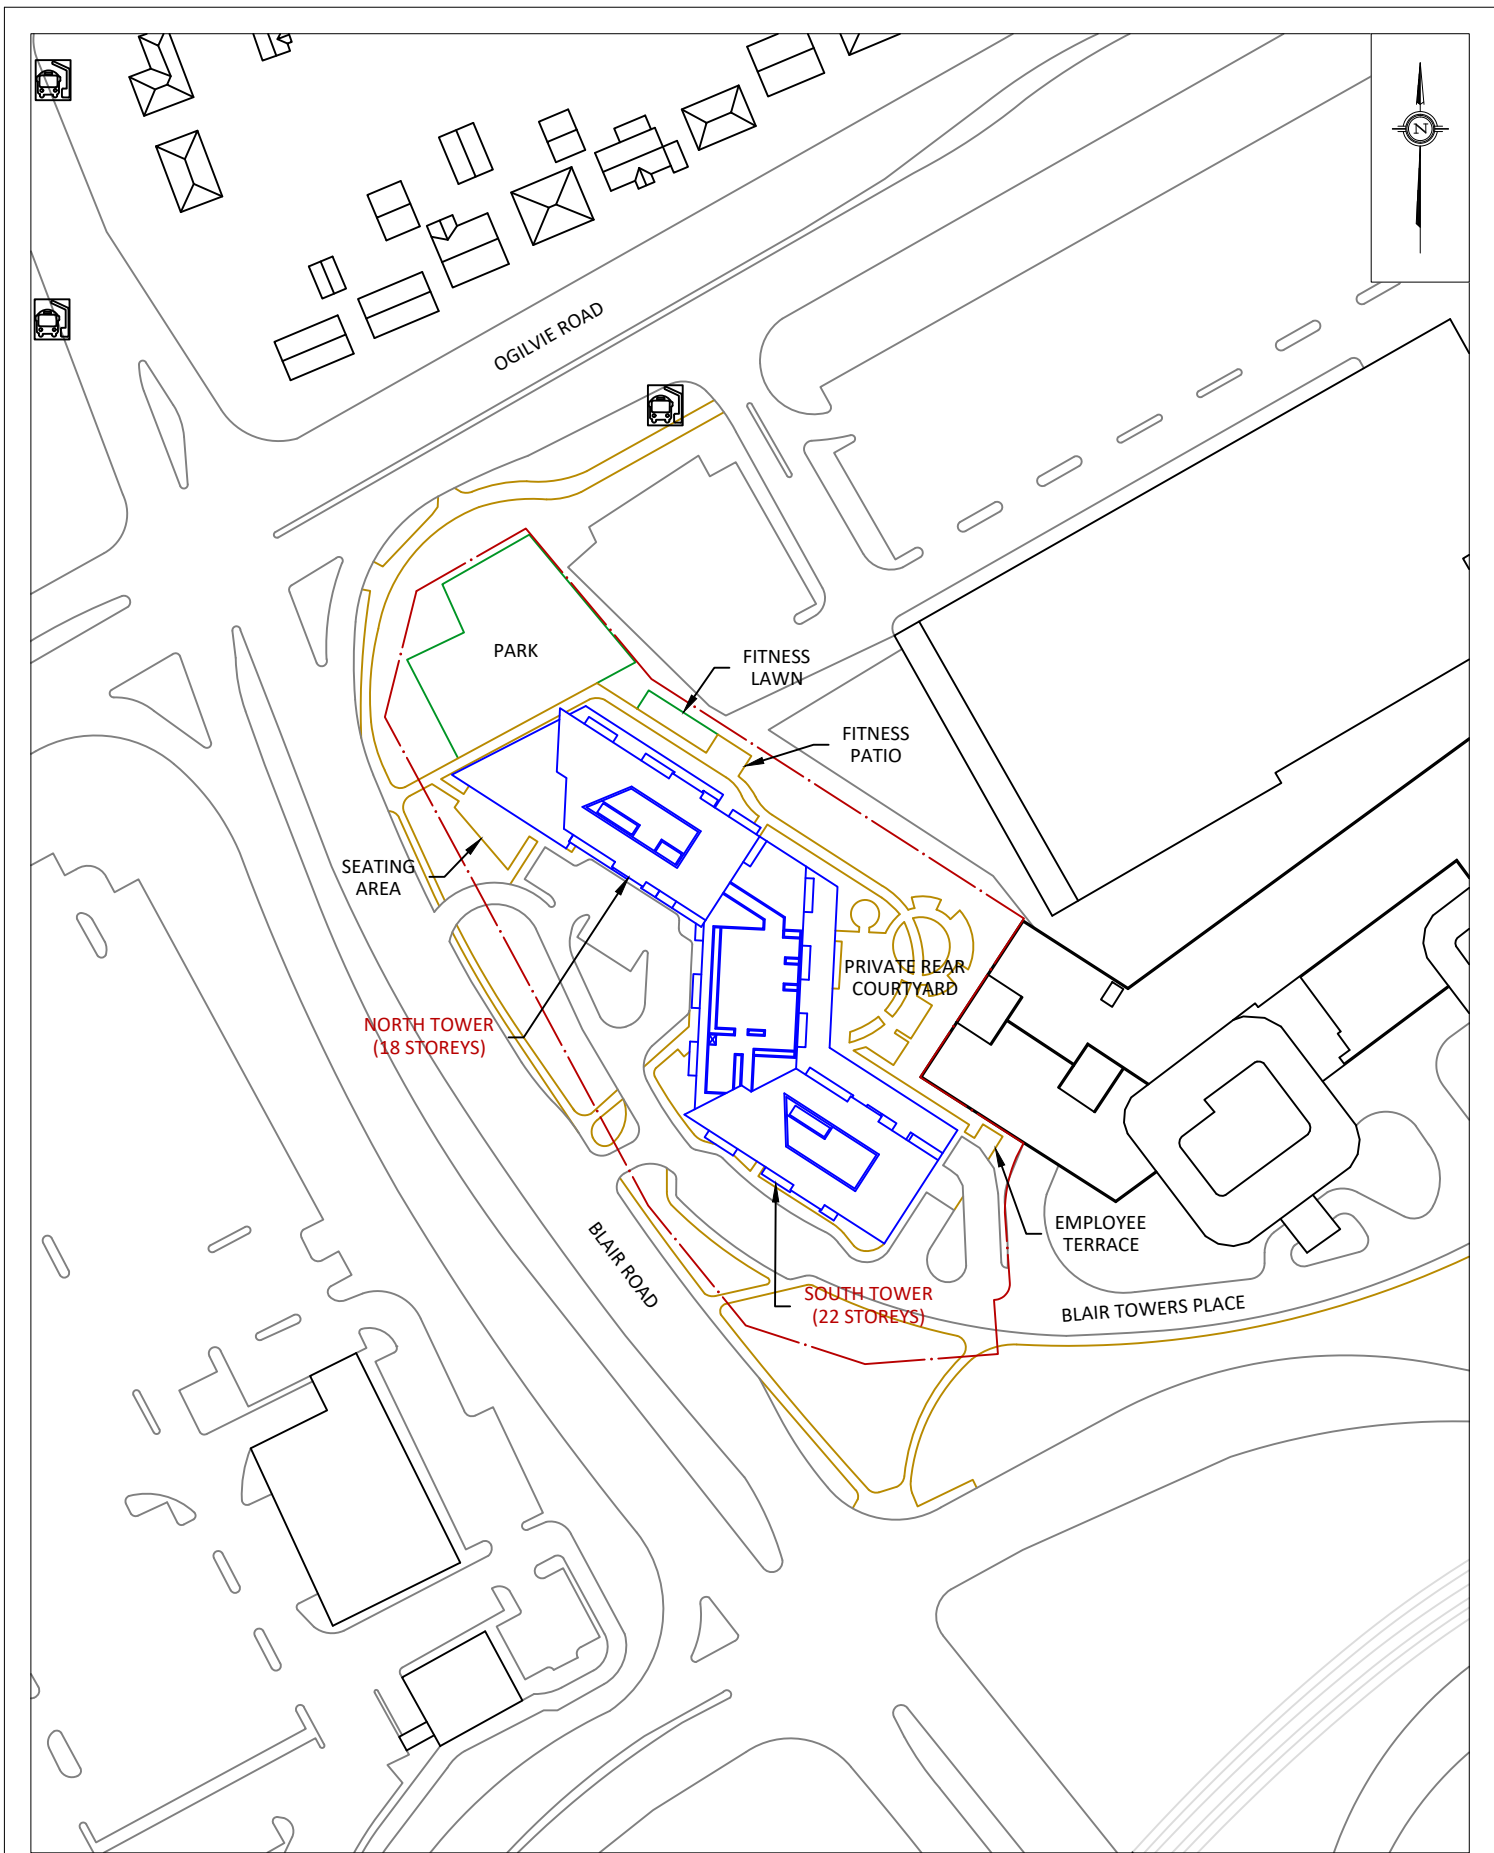 N
OGILVIE ROAD
PARK
FITNESS
LAWN
FITNESS
PATIO
SEATING
AREA
PRIVATE REAR
COURTYARD
NORTH TOWER
(18 STOREYS)
EMPLOYEE
TERRACE
BLAIR ROAD
SOUTH TOWER
(22 STOREYS)
BLAIR TOWERS PLACE